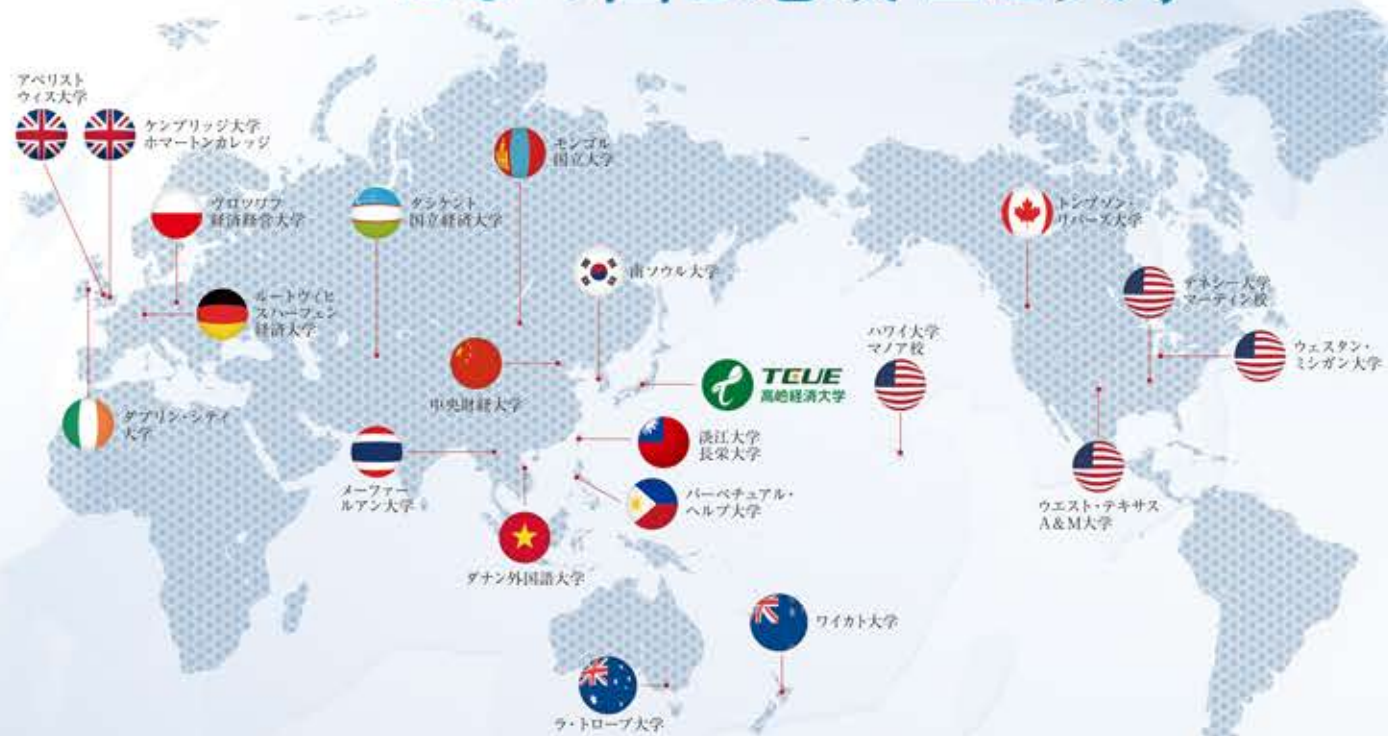 アベリスト
ウィス大学
ケンブリッジ大学
ホマートンカレッジ
モンゴル
国立大学
ヴロツワフ
経済経営大学
タシケント
国立経済大学
トンプソン・
リバーズ大学
南ソウル大学
テネシー大学
マーティン校
ルートヴィヒ
スハーフェン
経済大学
ハワイ大学
マノア校
ウェスタン・
ミシガン大学
TCUE
高崎経済大学
中央財経大学
ダブリン・シティ
大学
淡江大学
長栄大学
メーファー
ルアン大学
パーペチュアル・
ヘルプ大学
ウエスト・テキサス
A&M大学
ダナン外国語大学
ワイカト大学
ラ・トローブ大学